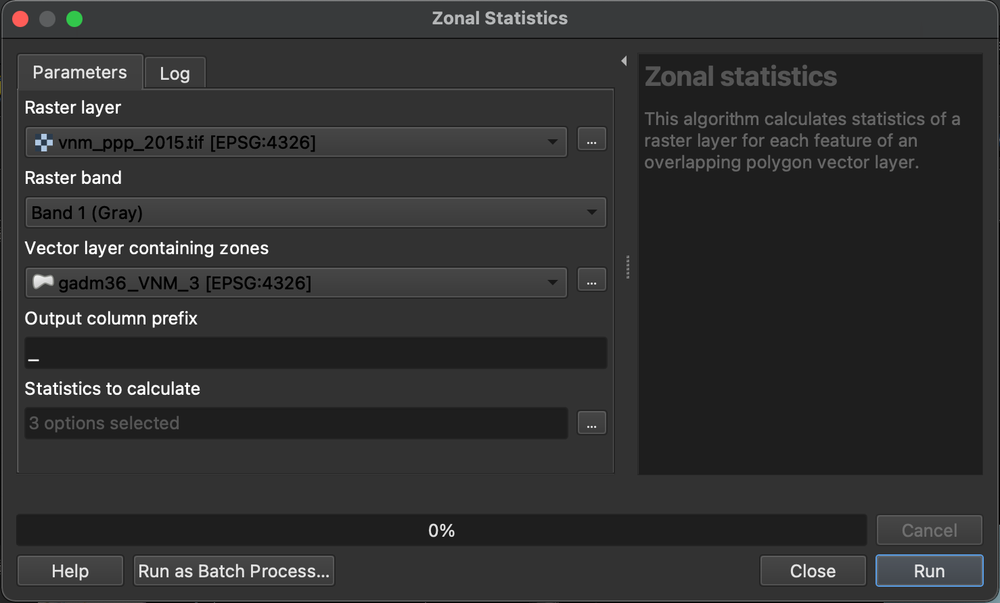 Zonal Statistics
Parameters
Log
Raster layer
vnm_ppp_2015.tif [EPSG:4326]
...
Raster band
Band 1 (Gray)
Vector layer containing zones
gadm36_VNM_3 [EPSG:4326]
...
Output column prefix
_
Statistics to calculate
3 options selected
...
Zonal statistics
This algorithm calculates statistics of a
raster layer for each feature of an
overlapping polygon vector layer.
0%
Cancel
Help
Run as Batch Process...
Close
Run